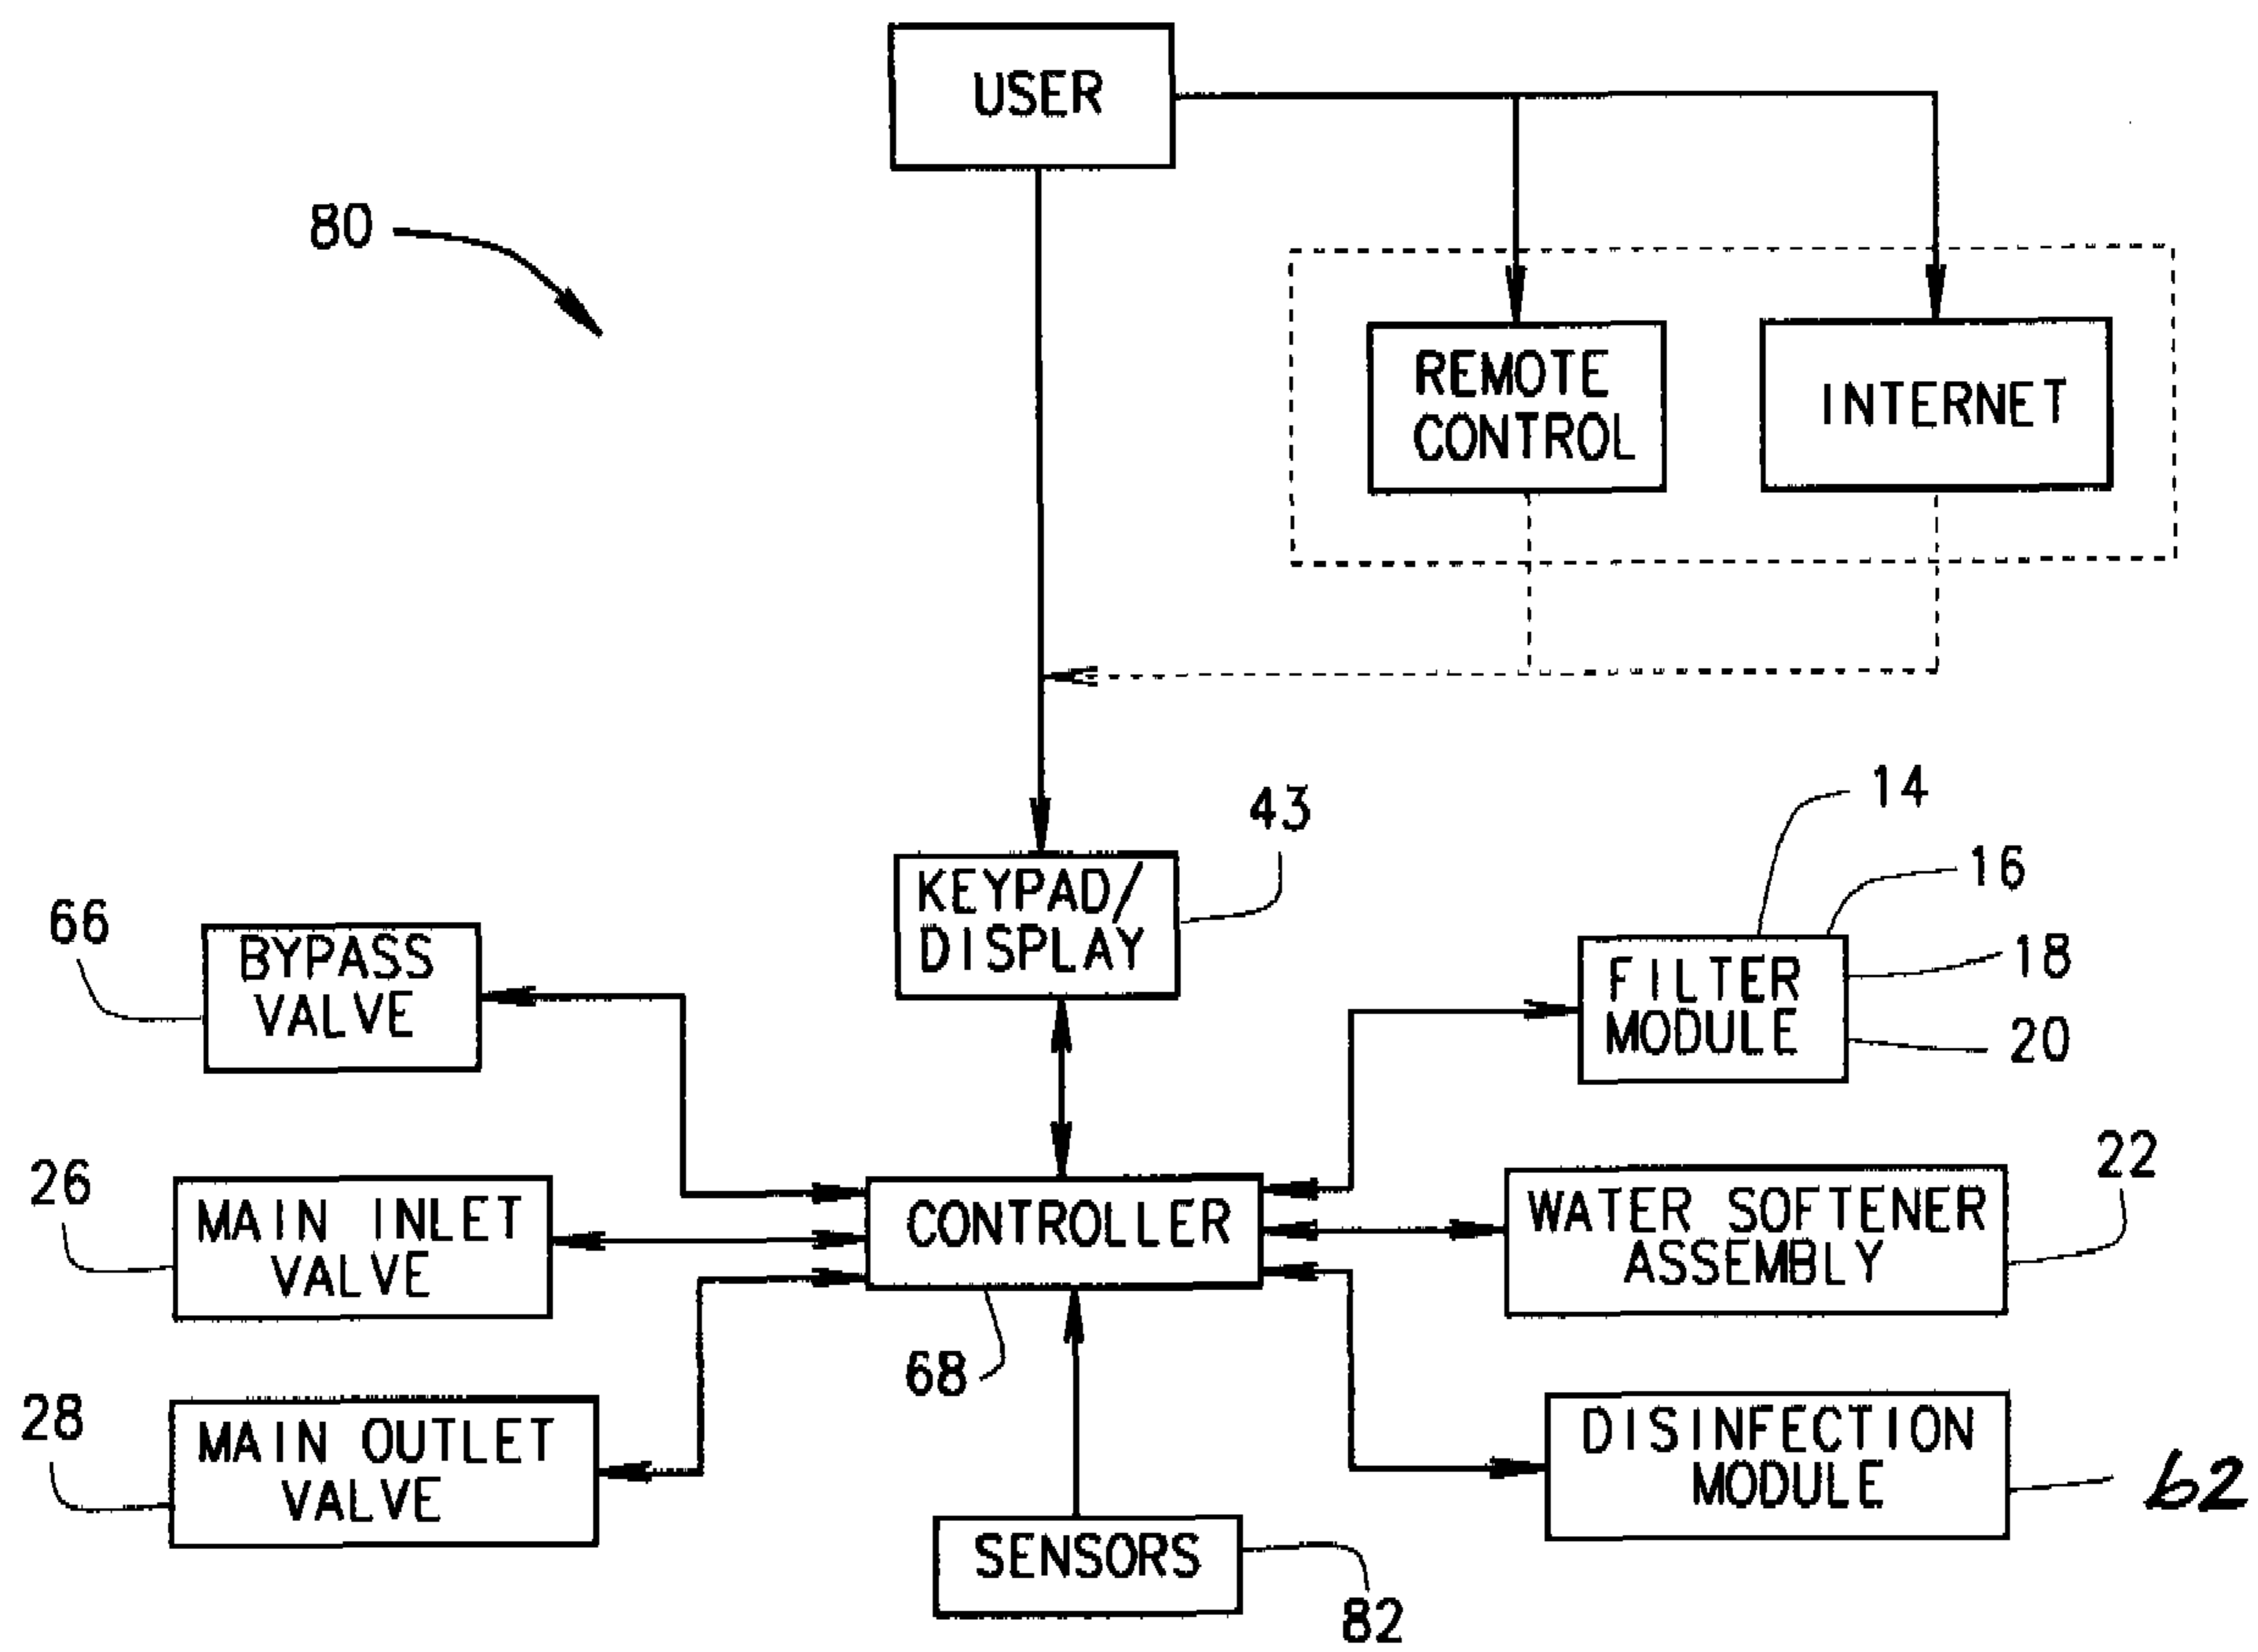 USER
80
REMOTE
CONTROL
INTERNET
43
14
16
KEYPAD/
DISPLAY
66
BYPASS
VALVE
FILTER
MODULE
18
20
26
MAIN INLET
VALVE
CONTROLLER
WATER SOFTENER
ASSEMBLY
22
68
28
MAIN OUTLET
VALVE
DISINFECTION
MODULE
62
SENSORS
82